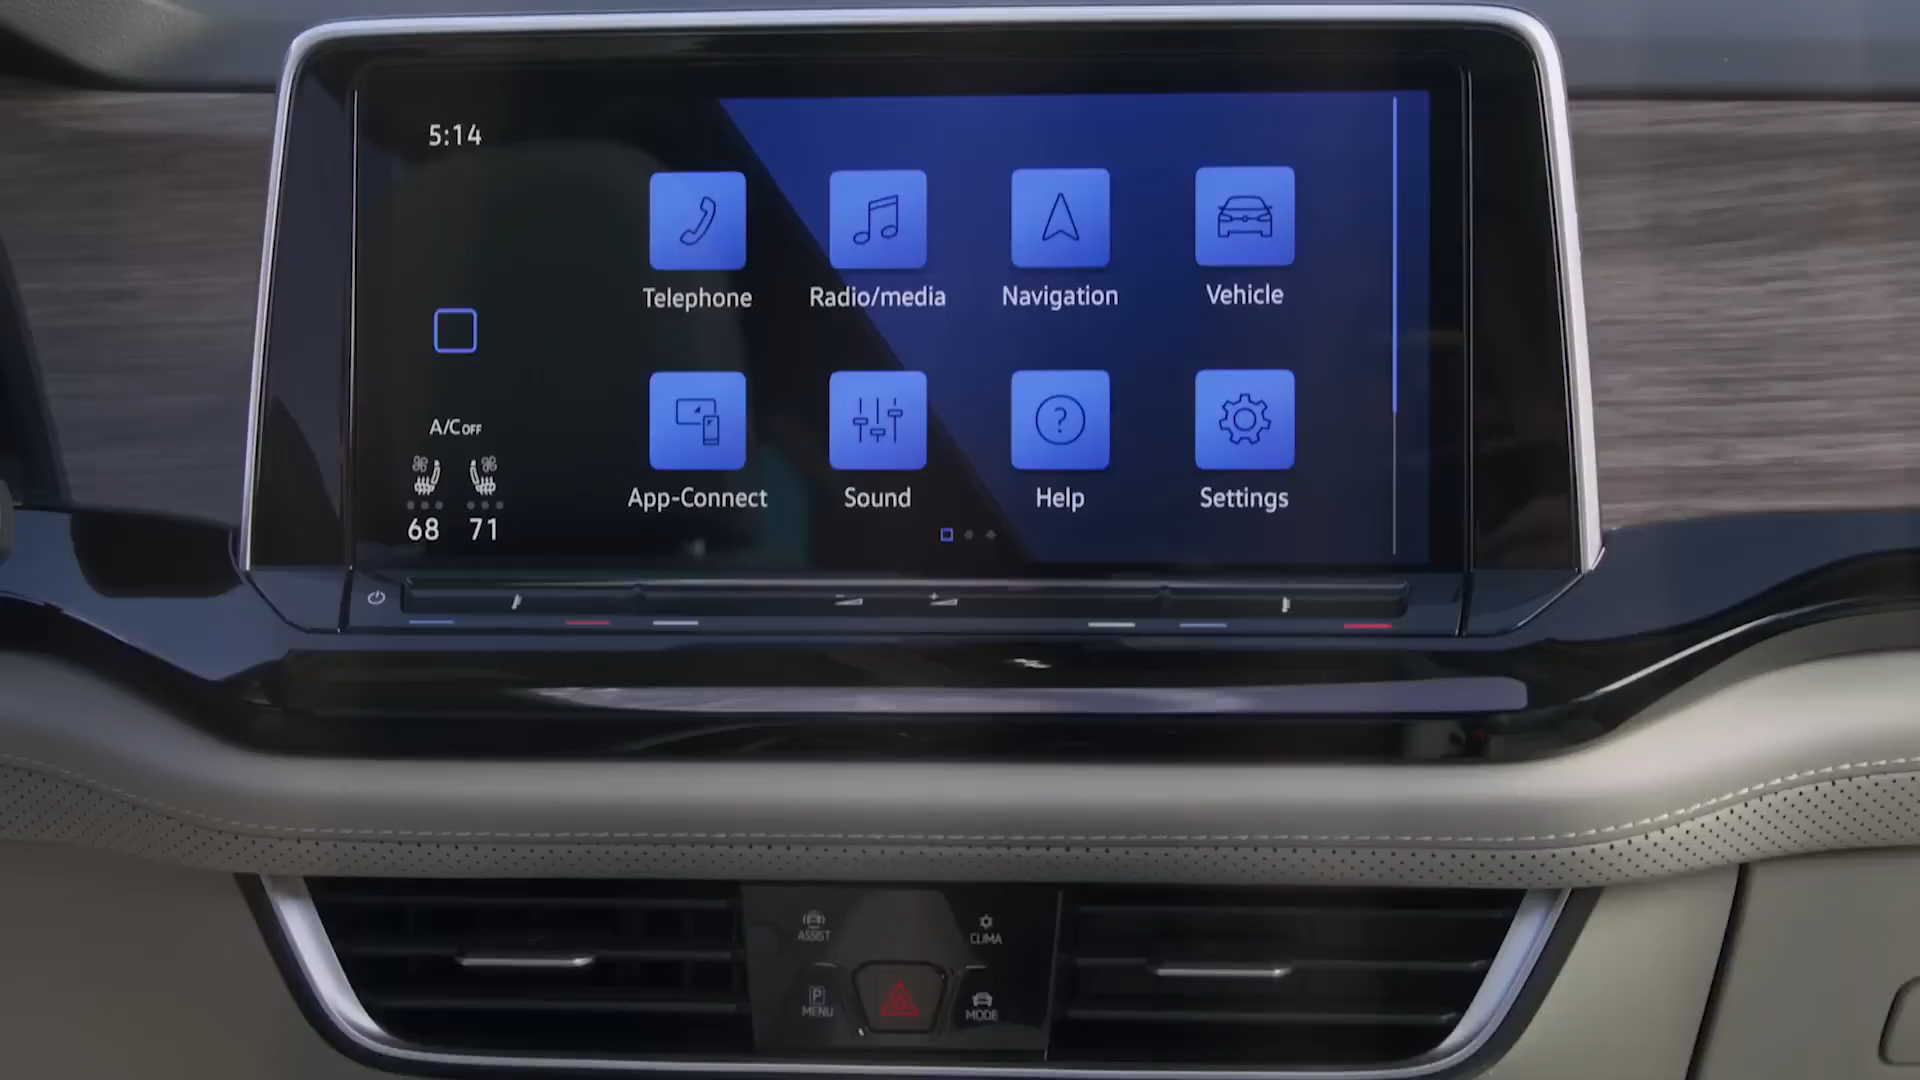 5:14
Telephone
Radio/media
Navigation
Vehicle
A/C OFF
App-Connect
Sound
Help
Settings
68 71
ASSIST
CLIMA
P
MENU
MODE